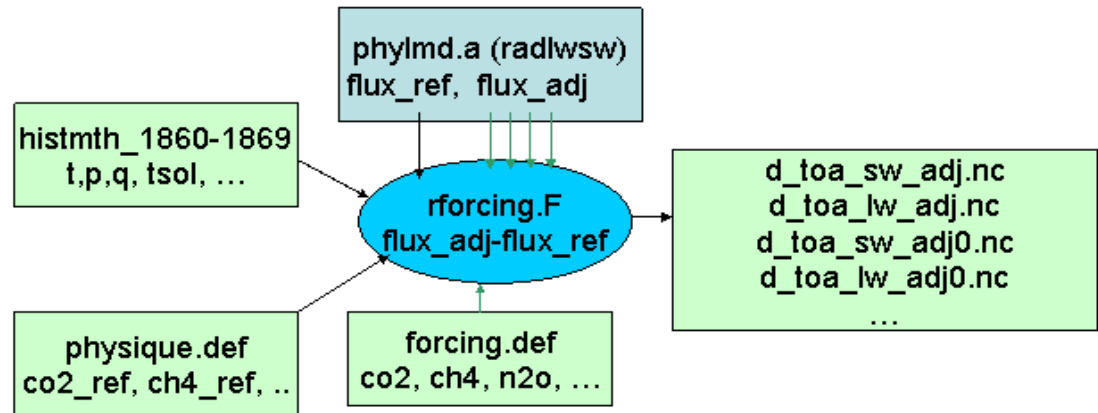 phylmd.a (radlwsw)
flux_ref, flux_adj
histmth_1860-1869
t,p,q, tsol, ...
rforcing.F
flux_adj-flux_ref
d_toa_sw_adj.nc
d_toa_lw_adj.nc
d_toa_sw_adj0.nc
d_toa_lw_adj0.nc
...
physique.def
co2_ref, ch4_ref, ..
forcing.def
co2, ch4, n2o, ...